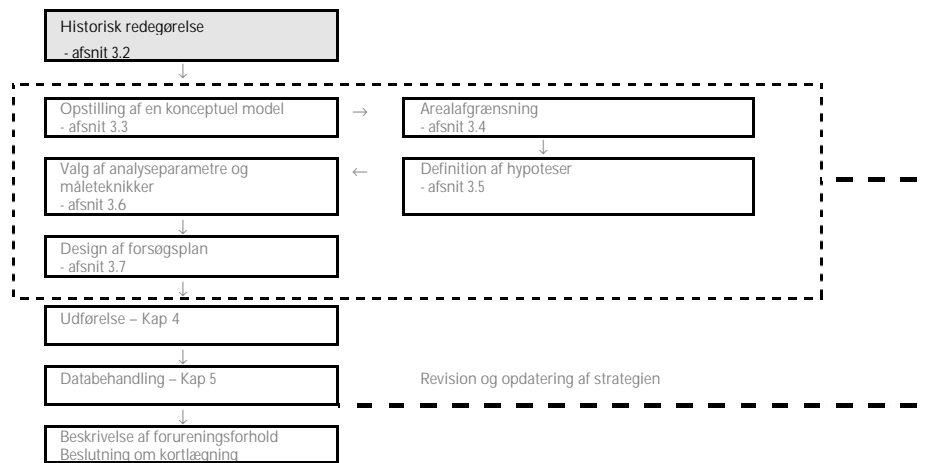 Historisk redegørelse
- afsnit 3.2
↓
Opstilling af en konceptuel model
- afsnit 3.3
→
Arealafgrænsning
- afsnit 3.4
↓
Definition af hypoteser
- afsnit 3.5
←
Valg af analyseparametre og
måleteknikker
- afsnit 3.6
↓
Design af forsøgsplan
- afsnit 3.7
↓
Udførelse – Kap 4
↓
Databehandling – Kap 5
Revision og opdatering af strategien
↓
Beskrivelse af forureningsforhold
Beslutning om kortlægning